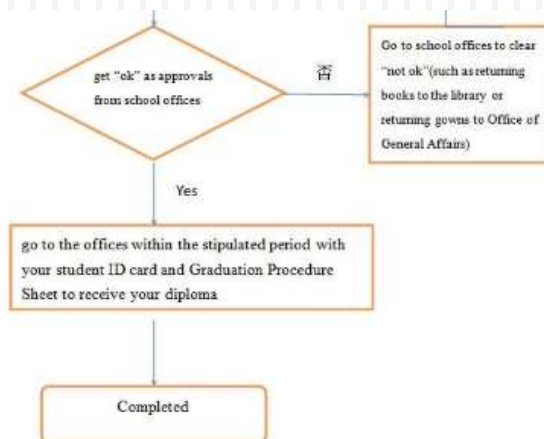 get “ok” as approvals
from school offices
否
Go to school offices to clear
“not ok”(such as returning
books to the library or
returning gowns to Office of
General Affairs)
Yes
go to the offices within the stipulated period with
your student ID card and Graduation Procedure
Sheet to receive your diploma
Completed